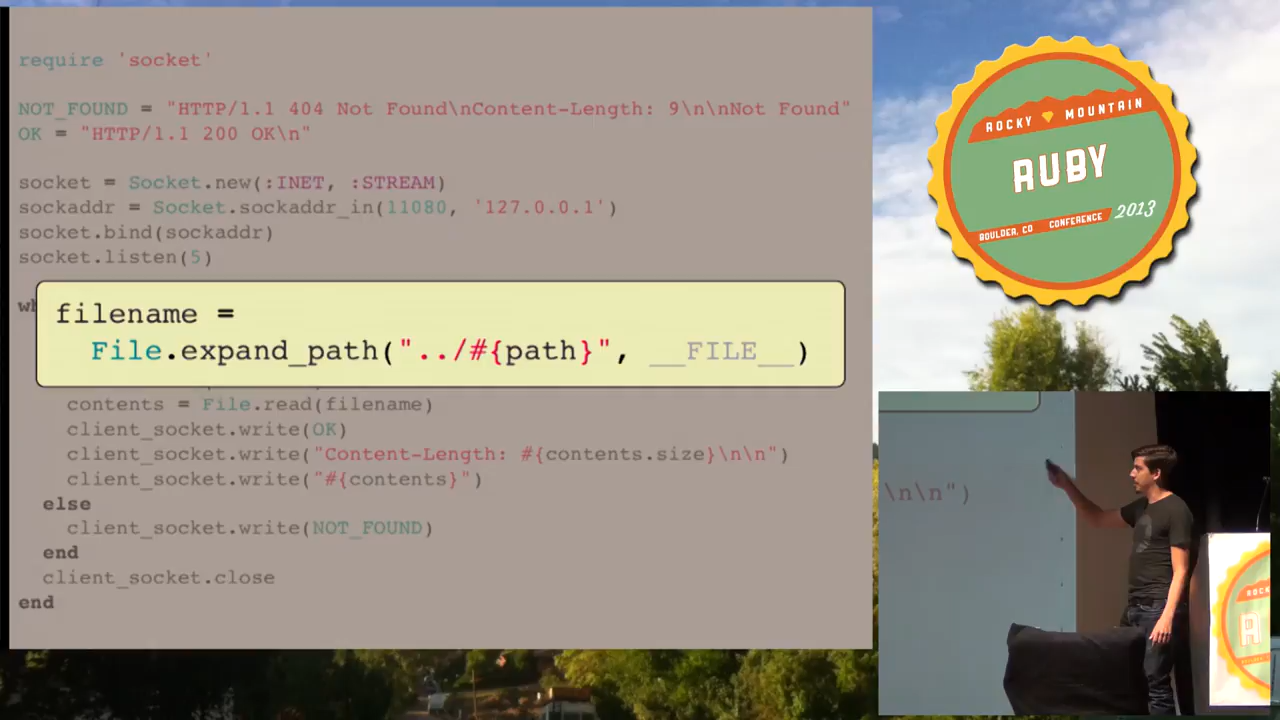 require 'socket'
NOT_FOUND = "HTTP/1.1 404 Not Found\nContent-Length: 9\n\nNot Found"
OK = "HTTP/1.1 200 OK\n"
socket = Socket.new(:INET, :STREAM)
sockaddr = Socket.sockaddr_in(11080, '127.0.0.1')
socket.bind(sockaddr)
socket.listen(5)
filename =
File.expand_path("../#{path}", __FILE__)
contents = File.read(filename)
client_socket.write(OK)
client_socket.write("Content-Length: #{contents.size}\n\n")
client_socket.write("#{contents}")
else
client_socket.write(NOT_FOUND)
end
client_socket.close
end
ROCKY MOUNTAIN
RUBY
BOULDER, CO CONFERENCE 2013
\n\n")